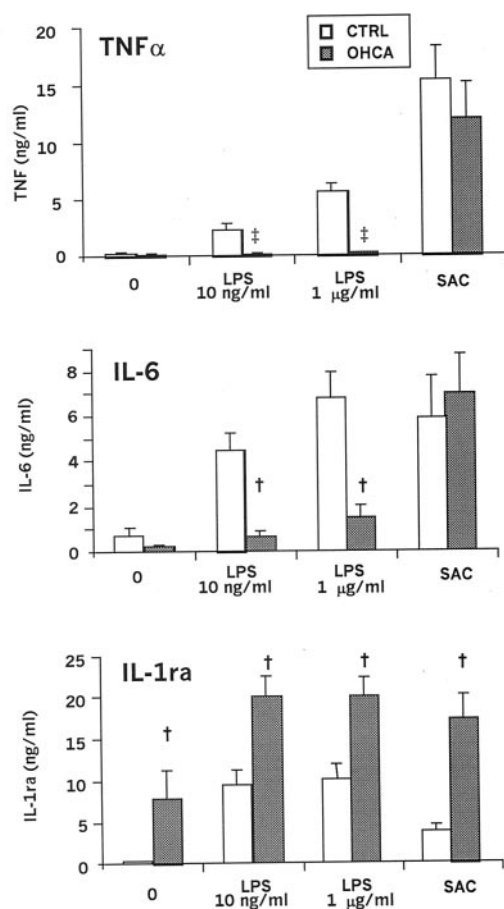 TNFα
CTRL
OHCA
TNF (ng/ml)
20
15
10
5
0
‡
‡
0
LPS
10 ng/ml
LPS
1 µg/ml
SAC
IL-6
IL-6 (ng/ml)
8
6
4
2
0
†
†
0
LPS
10 ng/ml
LPS
1 µg/ml
SAC
IL-1ra
IL-1ra (ng/ml)
25
20
15
10
5
0
†
†
†
†
0
LPS
10 ng/ml
LPS
1 µg/ml
SAC